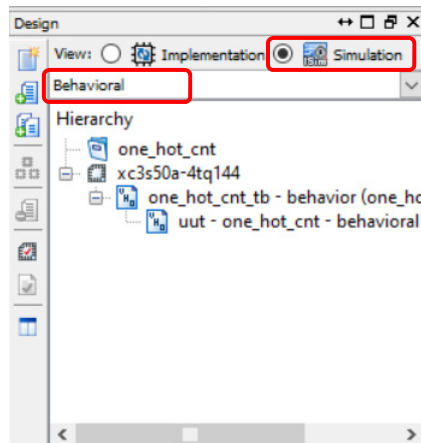 Design
View: Implementation Simulation
Behavioral
Hierarchy
one_hot_cnt
xc3s50a-4tq144
one_hot_cnt_tb - behavior (one_ho
uut - one_hot_cnt - behavioral